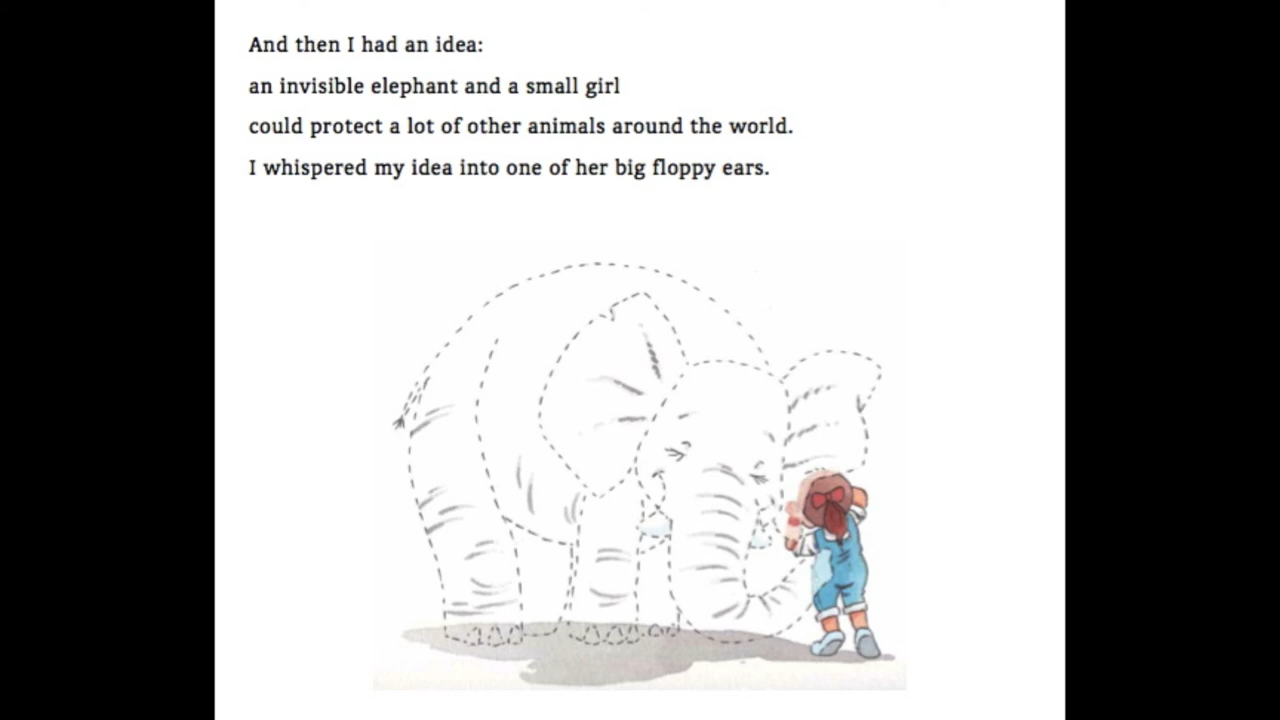 And then I had an idea:
an invisible elephant and a small girl
could protect a lot of other animals around the world.
I whispered my idea into one of her big floppy ears.